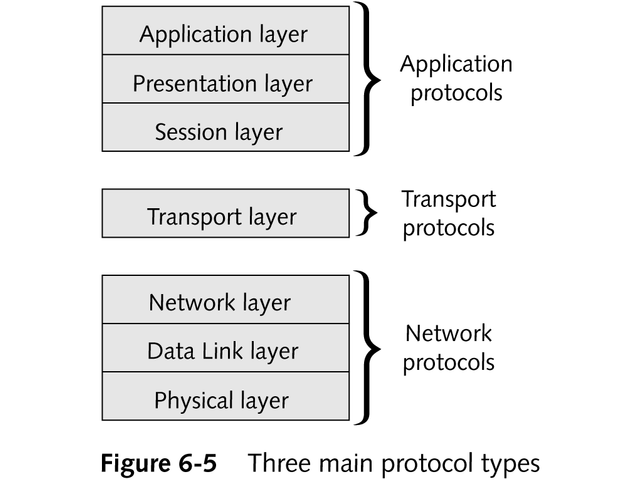 Application layer
Presentation layer
Session layer
Application
protocols
Transport layer
Transport
protocols
Network layer
Data Link layer
Physical layer
Network
protocols
Figure 6-5 Three main protocol types